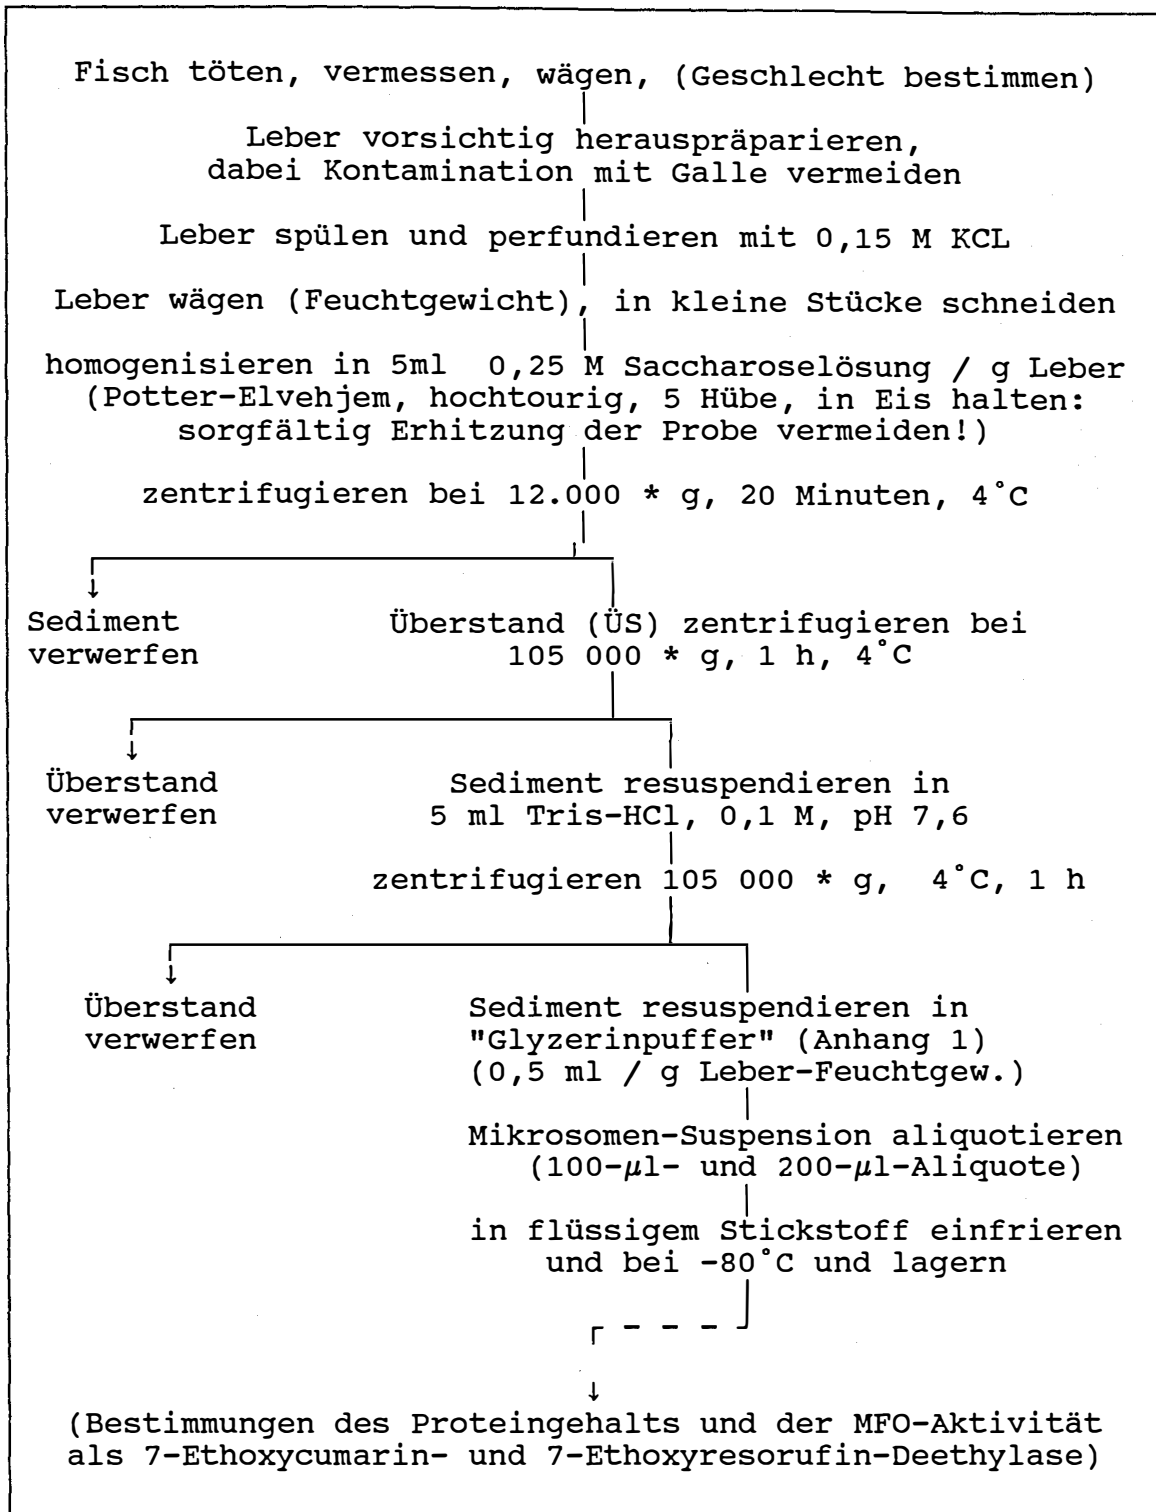 Fisch töten, vermessen, wägen, (Geschlecht bestimmen)
Leber vorsichtig herauspräparieren,
dabei Kontamination mit Galle vermeiden
Leber spülen und perfundieren mit 0,15 M KCL
Leber wägen (Feuchtgewicht), in kleine Stücke schneiden
homogenisieren in 5ml 0,25 M Saccharoselösung / g Leber
(Potter-Elvehjem, hochtourig, 5 Hübe, in Eis halten:
sorgfältig Erhitzung der Probe vermeiden!)
zentrifugieren bei 12.000 * g, 20 Minuten, 4°C
Sediment
verwerfen
Überstand (ÜS) zentrifugieren bei
105 000 * g, 1 h, 4°C
Überstand
verwerfen
Sediment resuspendieren in
5 ml Tris-HCl, 0,1 M, pH 7,6
zentrifugieren 105 000 * g, 4°C, 1 h
Überstand
verwerfen
Sediment resuspendieren in
"Glyzerinpuffer" (Anhang 1)
(0,5 ml / g Leber-Feuchtgew.)
Mikrosomen-Suspension aliquotieren
(100-µl- und 200-µl-Aliquote)
in flüssigem Stickstoff einfrieren
und bei -80°C und lagern
(Bestimmungen des Proteingehalts und der MFO-Aktivität
als 7-Ethoxycumarin- und 7-Ethoxyresorufin-Deethylase)